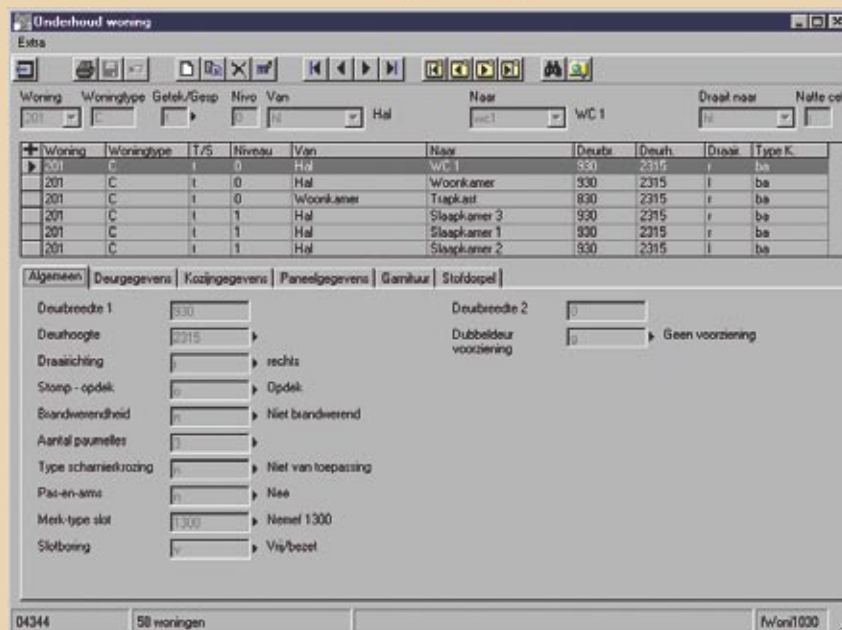 Onderhoud woning
Extra
Woning Woningtype Getek/Gesp Nivo Van Naar Draait naar Natte cel
201 C t 0 hl Hal wc1 WC 1 hl
Woning Woningtype T/S Niveau Van Naar Deurbr. Deurh. Draair. Type K.
201 C t 0 Hal WC 1 930 2315 r ba
201 C t 0 Hal Woonkamer 930 2315 l ba
201 C t 0 Woonkamer Trapkast 830 2315 r ba
201 C t 1 Hal Slaapkamer 3 930 2315 r ba
201 C t 1 Hal Slaapkamer 1 930 2315 r ba
201 C t 1 Hal Slaapkamer 2 930 2315 l ba
Algemeen Deurgegevens Kozijngegevens Paneelgegevens Garnituur Stofdorpel
Deurbreedte 1 930 Deurbreedte 2 0
Deurhoogte 2315 Dubbeldeur voorziening g Geen voorziening
Draairichting r rechts
Stomp - opdek o Opdek
Brandwerendheid n Niet brandwerend
Aantal paumelles 3
Type scharnierkrozing n Niet van toepassing
Pas-en-arms n Nee
Merk-type slot 1300 Nemef 1300
Slotboring v Vrij/bezet
04344 58 woningen fWoni1030